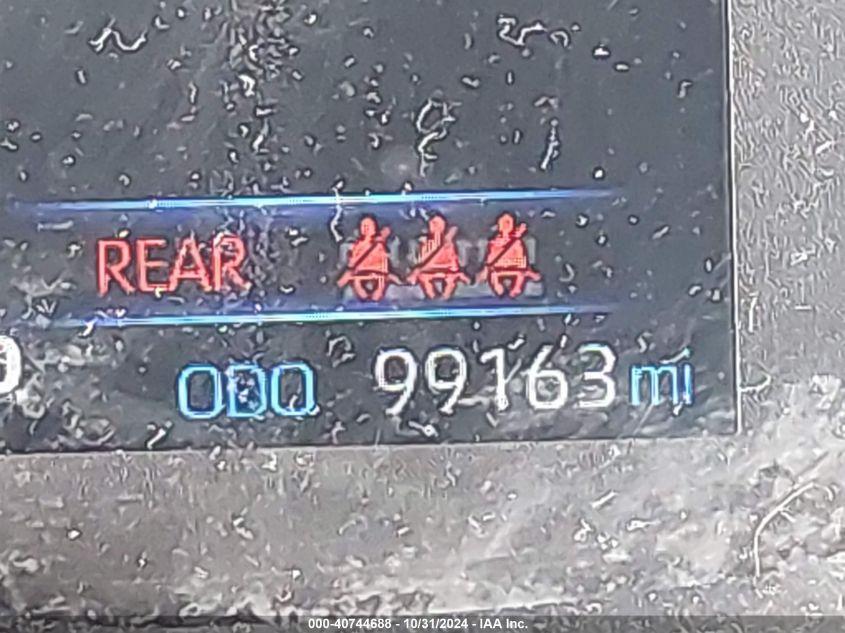 REAR
ODO 99163 mi
000-40744688 - 10/31/2024 - IAA Inc.